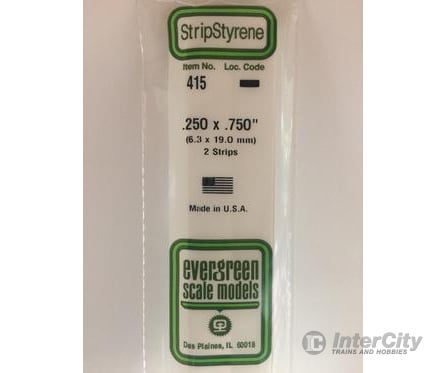 StripStyrene
Item No. Loc. Code
415
.250 x .750"
(6.3 x 19.0 mm)
2 Strips
Made in U.S.A.
evergreen
scale models
Des Plaines, IL 60018
IC InterCity
TRAINS AND HOBBIES